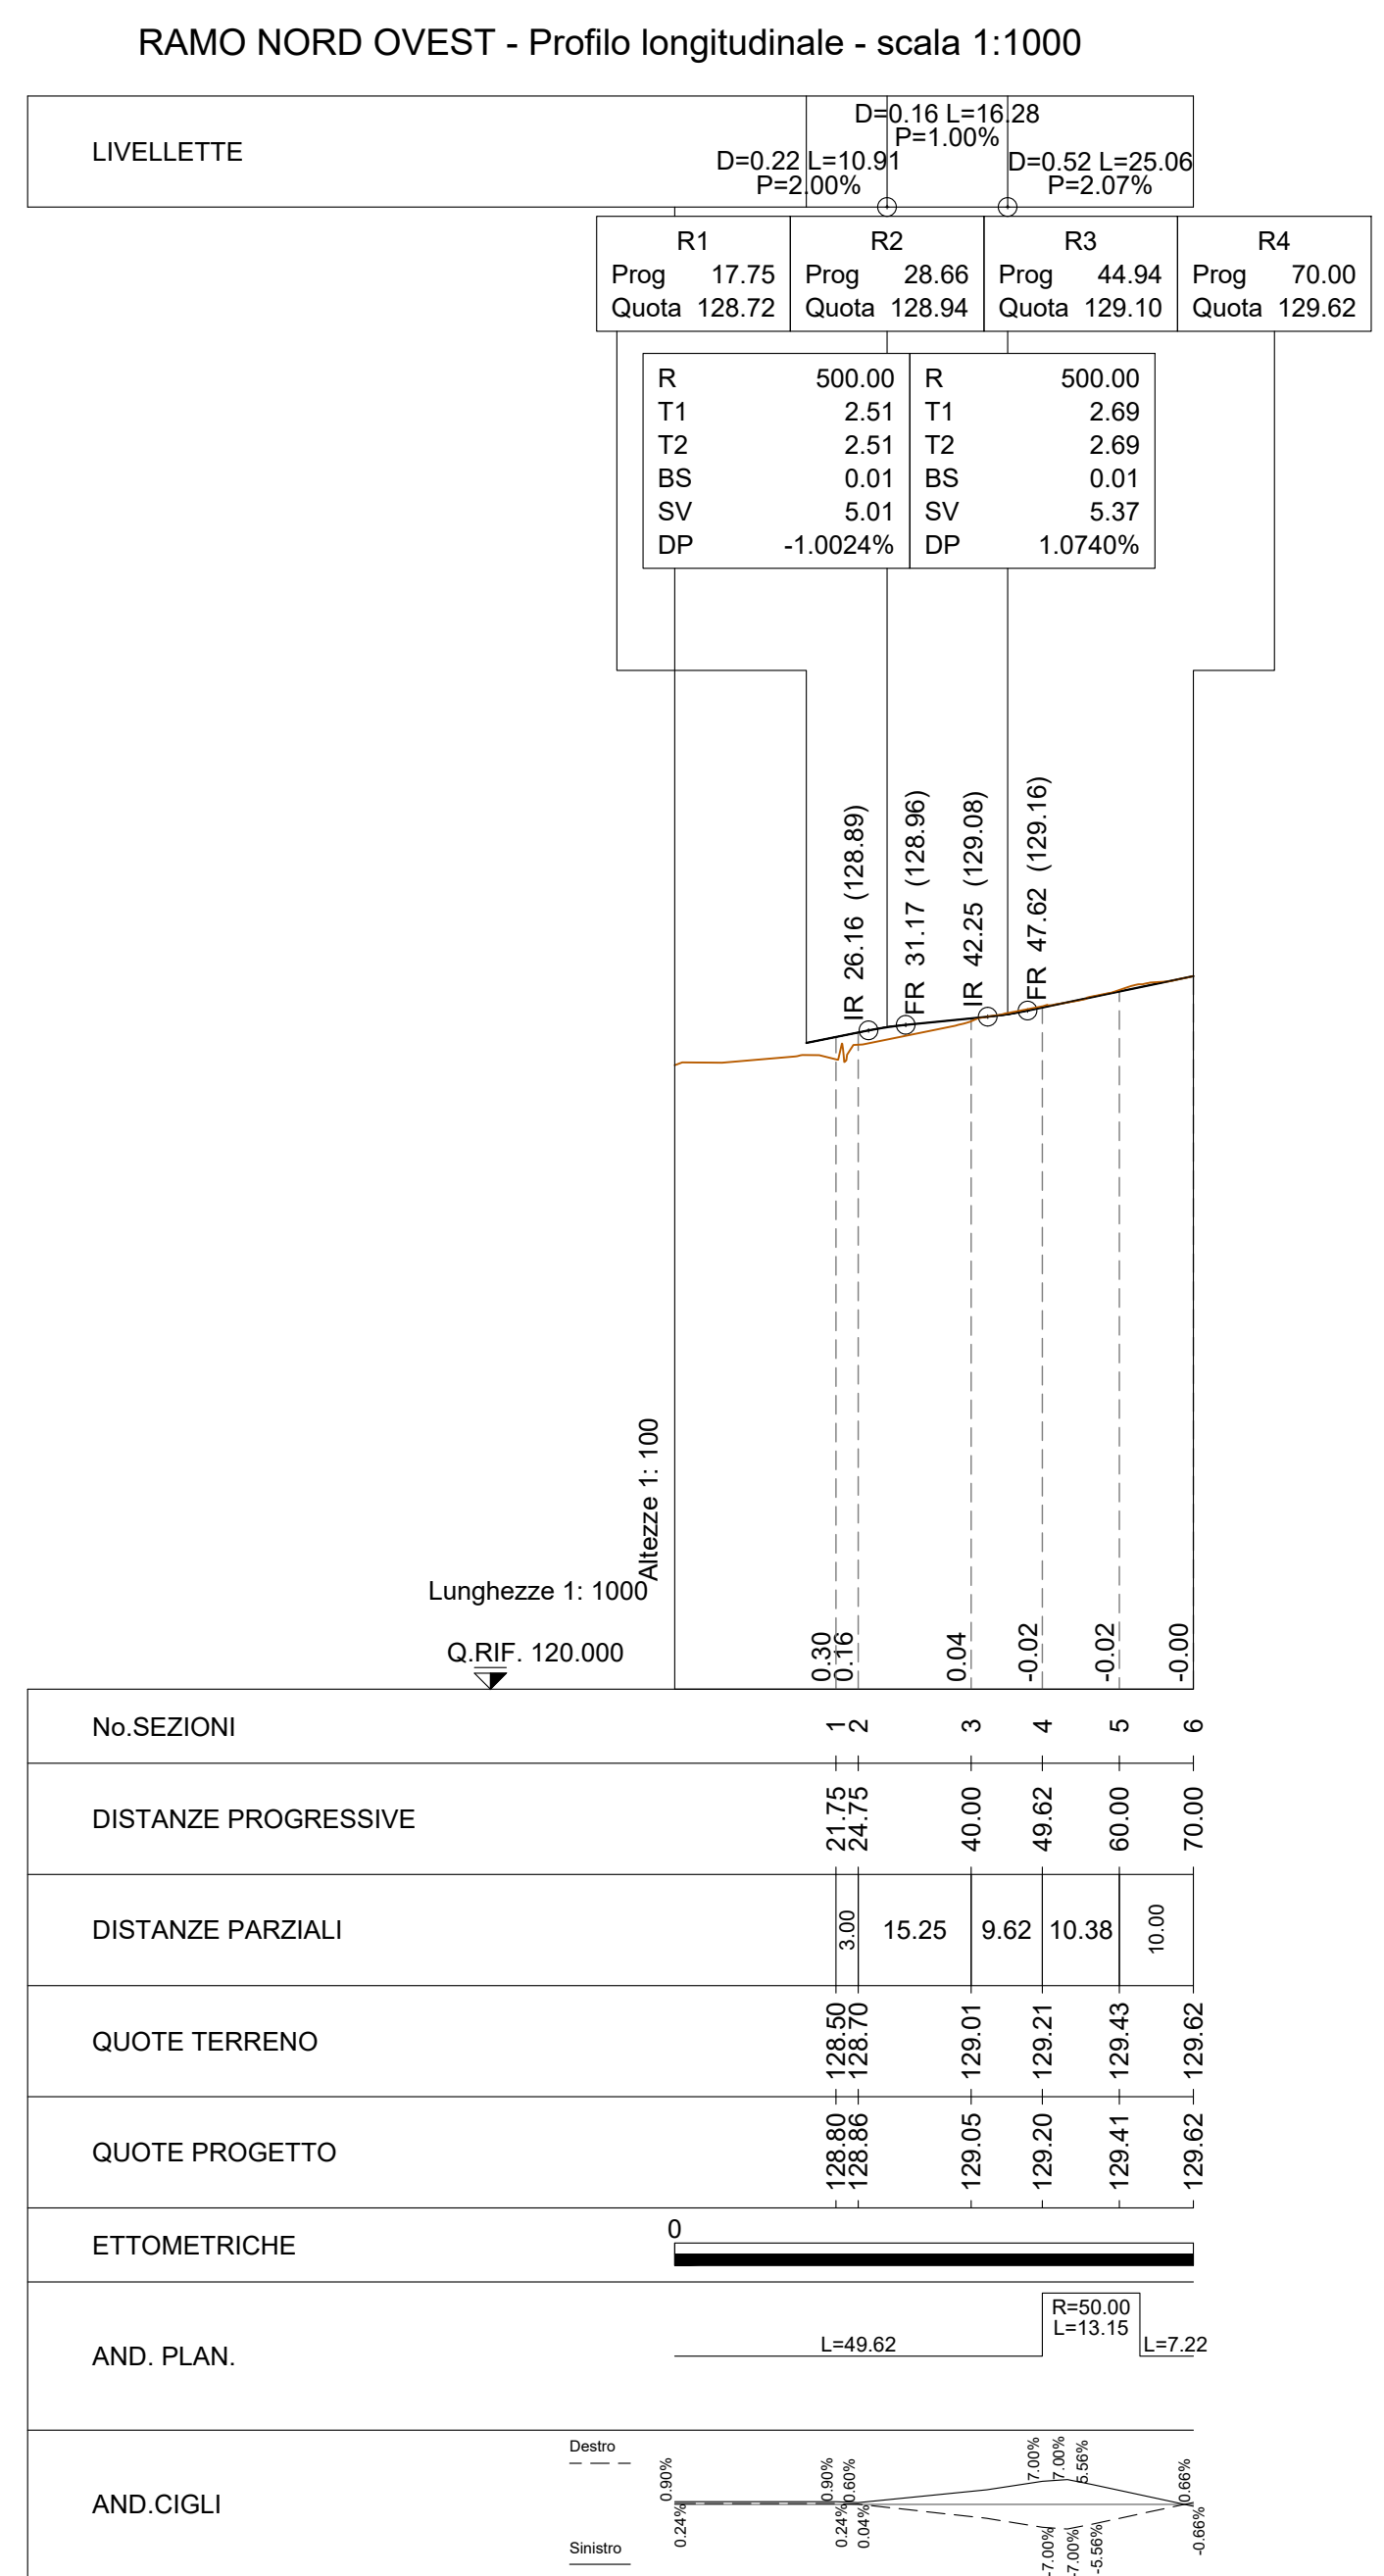 RAMO NORD OVEST - Profilo longitudinale - scala 1:1000
LIVELLETTE
D=0.22 L=10.91
P=2.00%
D=0.16 L=16.28
P=1.00%
D=0.52 L=25.06
P=2.07%
R1
Prog 17.75
Quota 128.72
R2
Prog 28.66
Quota 128.94
R3
Prog 44.94
Quota 129.10
R4
Prog 70.00
Quota 129.62
R 500.00
T1 2.51
T2 2.51
BS 0.01
SV 5.01
DP -1.0024%
R 500.00
T1 2.69
T2 2.69
BS 0.01
SV 5.37
DP 1.0740%
IR 26.16 (128.89)
FR 31.17 (128.96)
IR 42.25 (129.08)
FR 47.62 (129.16)
Altezze 1: 100
Lunghezze 1: 1000
Q.RIF. 120.000
0.30 0.16 0.04 -0.02 -0.02 -0.00
No.SEZIONI 1 2 3 4 5 6
DISTANZE PROGRESSIVE 21.75 24.75 40.00 49.62 60.00 70.00
DISTANZE PARZIALI 3.00 15.25 9.62 10.38 10.00
QUOTE TERRENO 128.50 128.70 129.01 129.21 129.43 129.62
QUOTE PROGETTO 128.80 128.86 129.05 129.20 129.41 129.62
ETTOMETRICHE 0
AND. PLAN.
L=49.62
R=50.00
L=13.15
L=7.22
AND.CIGLI
Destro
Sinistro
0.90% 0.90% 0.60% 7.00% 7.00% 5.56% 0.66%
0.24% 0.24% 0.04% -7.00% -7.00% -5.56% -0.66%